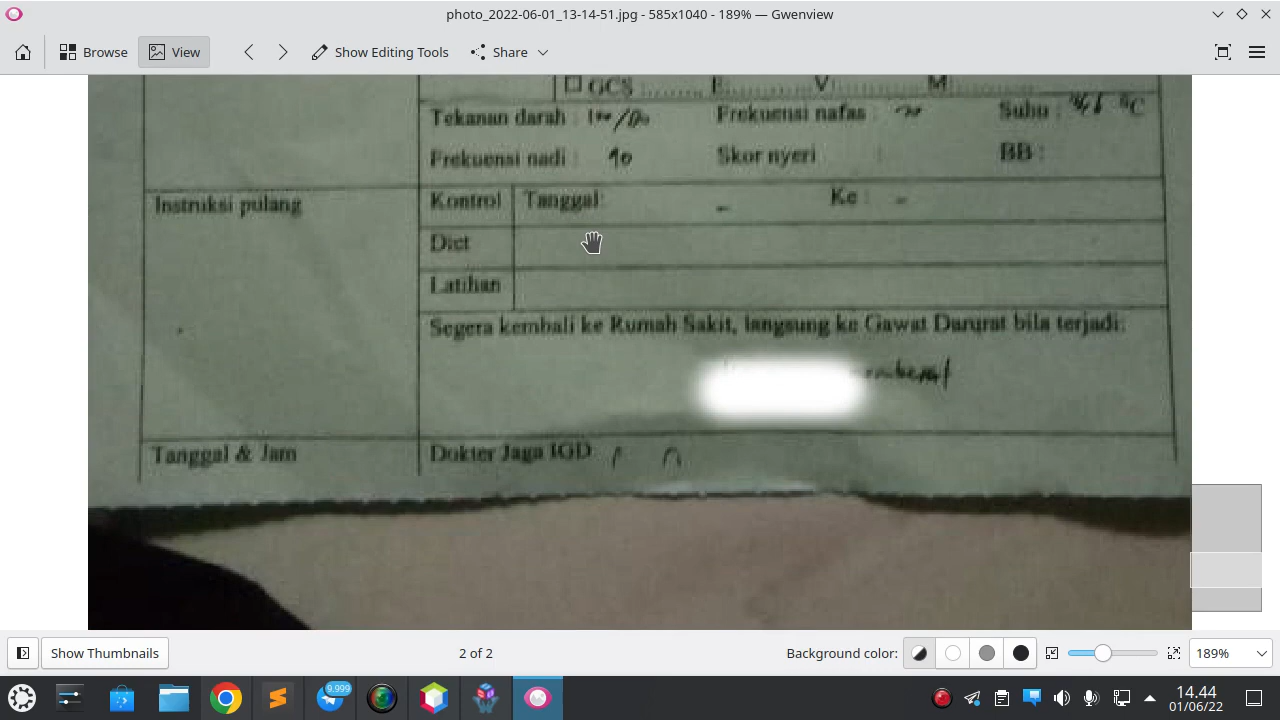 photo_2022-06-01_13-14-51.jpg - 585x1040 - 189% — Gwenview
Browse View Show Editing Tools Share
GCS ........ E............ V............ M............
Tekanan darah : Frekuensi nafas : Suhu : °C
Frekuensi nadi : 90 Skor nyeri : BB :
Instruksi pulang Kontrol Tanggal: - Ke : -
Diet
Latihan
Segera kembali ke Rumah Sakit, langsung ke Gawat Darurat bila terjadi:
Tanggal & Jam Dokter Jaga IGD
Show Thumbnails 2 of 2 Background color: 189%
9,999
14.44
01/06/22